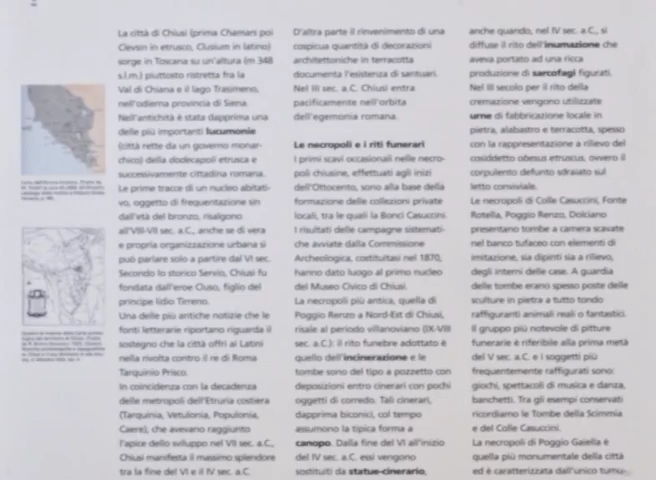 La città di Chiusi (prima Chamars poi
Clevsin in etrusco, Clusium in latino)
sorge in Toscana su un'altura (m 348
s.l.m.) piuttosto ristretta fra la
Val di Chiana e il lago Trasimeno,
nell'odierna provincia di Siena.
Nell'antichità è stata dapprima una
delle più importanti lucumonie
(città rette da un governo monar-
chico) della dodecapoli etrusca e
successivamente cittadina romana.
Le prime tracce di un nucleo abitati-
vo, oggetto di frequentazione sin
dall'età del bronzo, risalgono
all'VIII-VII sec. a.C., anche se di vera
e propria organizzazione urbana si
può parlare solo a partire dal VI sec.
Secondo lo storico Servio, Chiusi fu
fondata dall'eroe Cluso, figlio del
principe lidio Tirreno.
Una delle più antiche notizie che le
fonti letterarie riportano riguarda il
sostegno che la città offrì ai Latini
nella rivolta contro il re di Roma
Tarquinio Prisco.
In coincidenza con la decadenza
delle metropoli dell'Etruria costiera
(Tarquinia, Vetulonia, Populonia,
Caere), che avevano raggiunto
l'apice dello sviluppo nel VII sec. a.C.,
Chiusi manifesta il massimo splendore
tra la fine del VI e il IV sec. a.C.
D'altra parte il rinvenimento di una
cospicua quantità di decorazioni
architettoniche in terracotta
documenta l'esistenza di santuari.
Nel III sec. a.C. Chiusi entra
pacificamente nell'orbita
dell'egemonia romana.
Le necropoli e i riti funerari
I primi scavi occasionali nelle necro-
poli chiusine, effettuati agli inizi
dell'Ottocento, sono alla base della
formazione delle collezioni private
locali, tra le quali la Bonci Casuccini.
I risultati delle campagne sistemati-
che avviate dalla Commissione
Archeologica, costituitasi nel 1870,
hanno dato luogo al primo nucleo
del Museo Civico di Chiusi.
La necropoli più antica, quella di
Poggio Renzo a Nord-Est di Chiusi,
risale al periodo villanoviano (IX-VIII
sec. a.C.): il rito funebre adottato è
quello dell'incinerazione e le
tombe sono del tipo a pozzetto con
deposizioni entro cinerari con pochi
oggetti di corredo. Tali cinerari,
dapprima biconici, col tempo
assumono la tipica forma a
canopo. Dalla fine del VI all'inizio
del IV sec. a.C. essi vengono
sostituiti da statue-cinerario,
anche quando, nel IV sec. a.C., si
diffuse il rito dell'inumazione che
aveva portato ad una ricca
produzione di sarcofagi figurati.
Nel III secolo per il rito della
cremazione vengono utilizzate
urne di fabbricazione locale in
pietra, alabastro e terracotta, spesso
con la rappresentazione a rilievo del
cosiddetto obesus etruscus, ovvero il
corpulento defunto sdraiato sul
letto conviviale.
Le necropoli di Colle Casuccini, Fonte
Rotella, Poggio Renzo, Dolciano
presentano tombe a camera scavate
nel banco tufaceo con elementi di
imitazione, sia dipinti sia a rilievo,
degli interni delle case. A guardia
delle tombe erano spesso poste delle
sculture in pietra a tutto tondo
raffiguranti animali reali o fantastici.
Il gruppo più notevole di pitture
funerarie è riferibile alla prima metà
del V sec. a.C. e i soggetti più
frequentemente raffigurati sono:
giochi, spettacoli di musica e danza,
banchetti. Tra gli esempi conservati
ricordiamo le Tombe della Scimmia
e del Colle Casuccini.
La necropoli di Poggio Gaiella è
quella più monumentale della città
ed è caratterizzata dall'unico tumu-